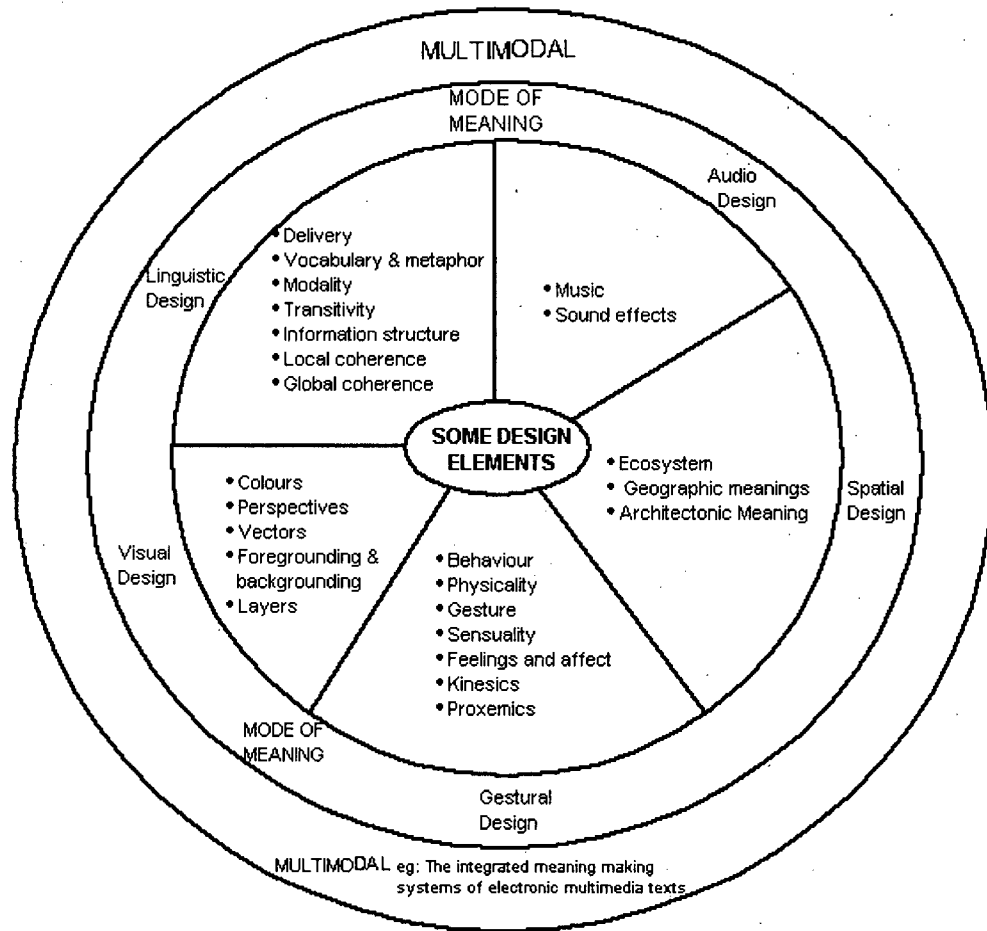 MULTIMODAL
MODE OF
MEANING
Audio
Design
Linguistic
Design
• Delivery
• Vocabulary & metaphor
• Modality
• Transitivity
• Information structure
• Local coherence
• Global coherence
• Music
• Sound effects
SOME DESIGN
ELEMENTS
• Ecosystem
• Geographic meanings
• Architectonic Meaning
Spatial
Design
Visual
Design
• Colours
• Perspectives
• Vectors
• Foregrounding &
backgrounding
• Layers
• Behaviour
• Physicality
• Gesture
• Sensuality
• Feelings and affect
• Kinesics
• Proxemics
MODE OF
MEANING
Gestural
Design
MULTIMODAL eg: The integrated meaning making
systems of electronic multimedia texts